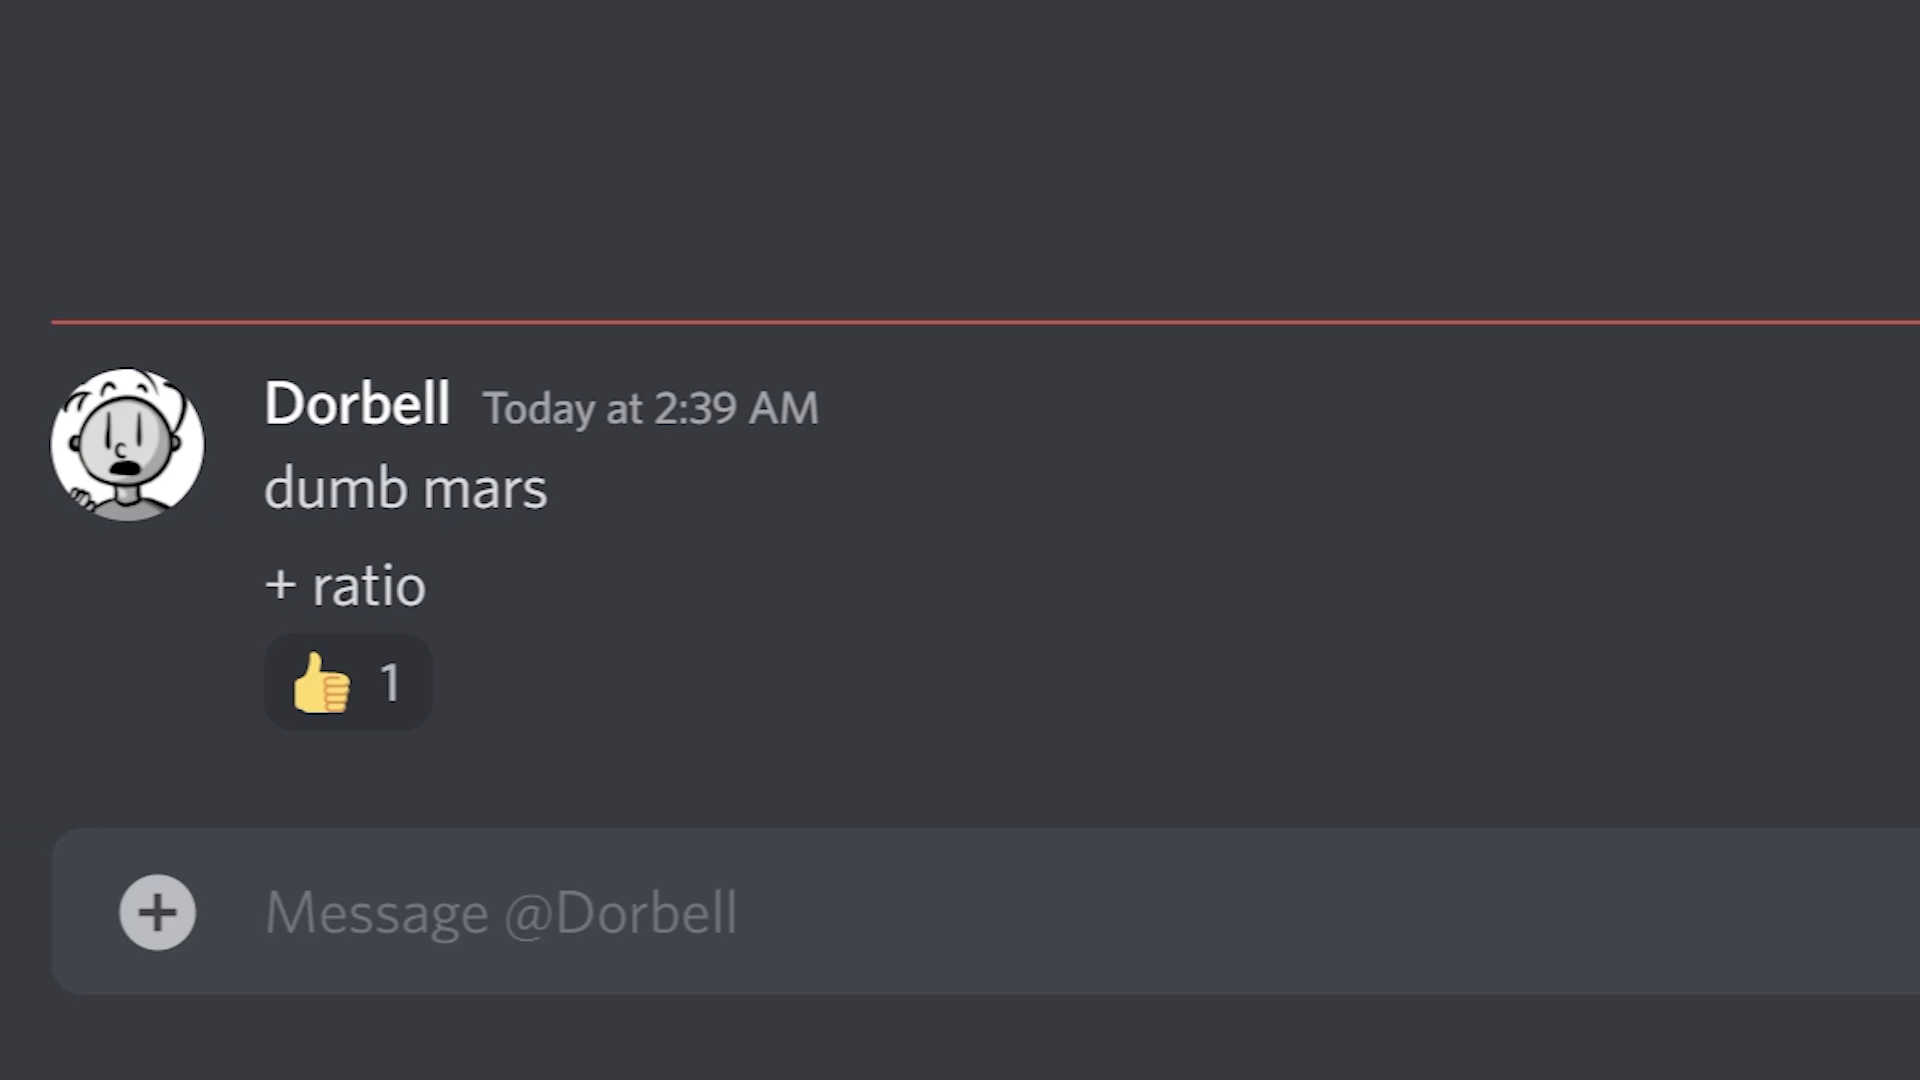 Dorbell Today at 2:39 AM
dumb mars
+ ratio
👍 1
Message @Dorbell